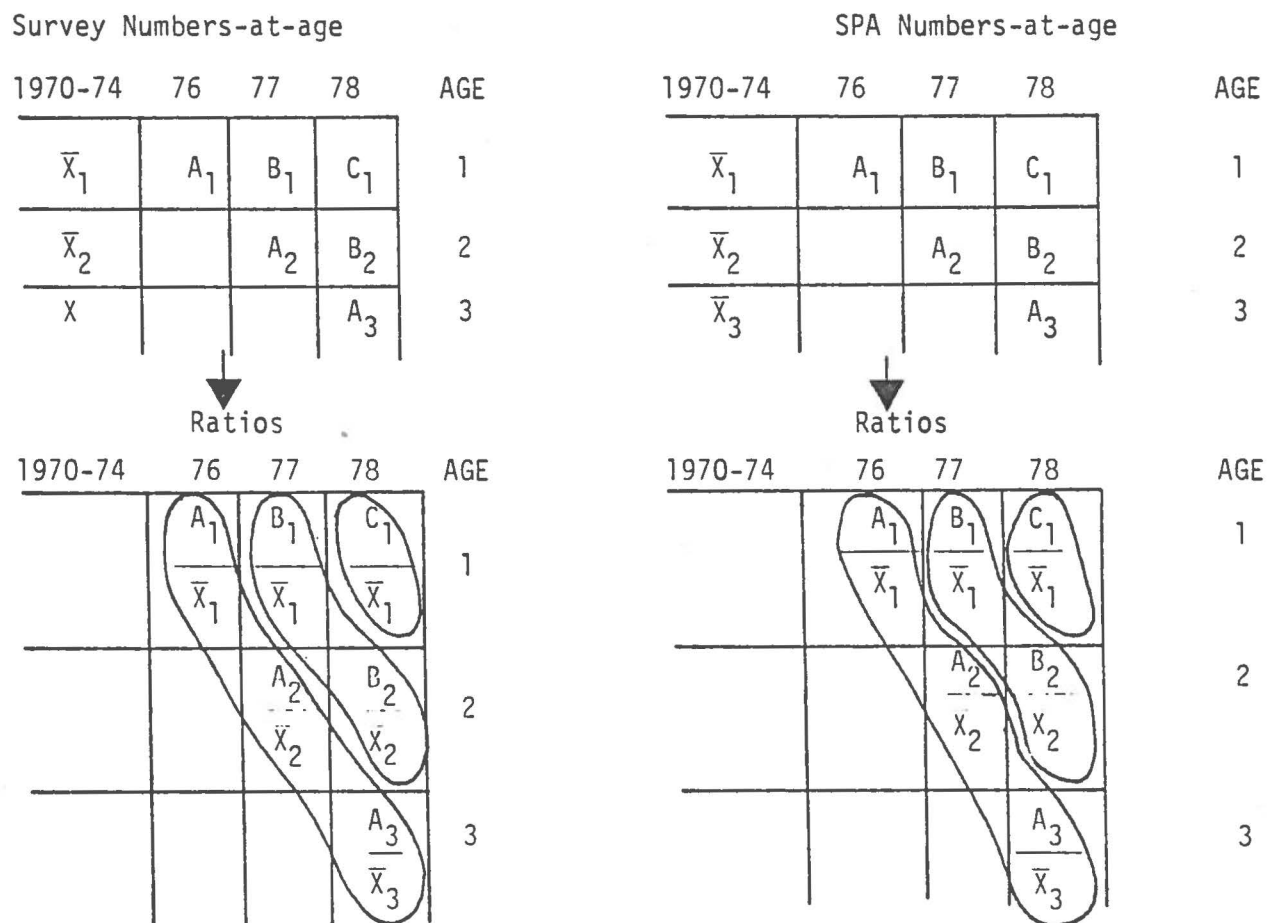 Survey Numbers-at-age
1970-74 76 77 78 AGE
X̅₁ A₁ B₁ C₁ 1
X̅₂ A₂ B₂ 2
X A₃ 3
Ratios
1970-74 76 77 78 AGE
A₁ B₁ C₁
X̅₁ X̅₁ X̅₁ 1
A₂ B₂
X̅₂ X̅₂ 2
A₃
X̅₃ 3
SPA Numbers-at-age
1970-74 76 77 78 AGE
X̅₁ A₁ B₁ C₁ 1
X̅₂ A₂ B₂ 2
X̅₃ A₃ 3
Ratios
1970-74 76 77 78 AGE
A₁ B₁ C₁ 1
X̅₁ X̅₁ X̅₁
A₂ B₂ 2
X₂ X₂
A₃ 3
X̅₃